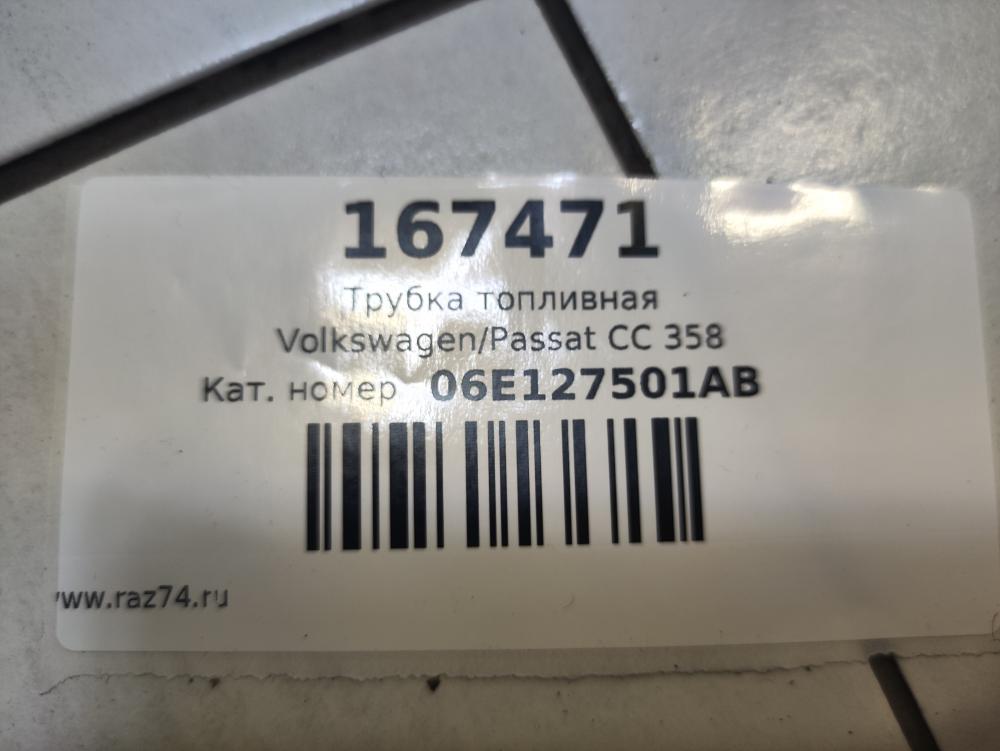 167471
Трубка топливная
Volkswagen/Passat CC 358
Кат. номер 06E127501AB
www.raz74.ru